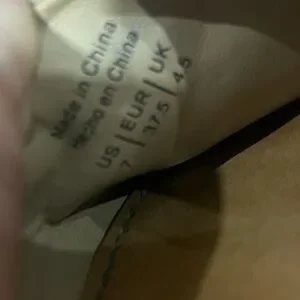 Made in China
Hecho en China
US | EUR | UK
7 | 37.5 | 4.5